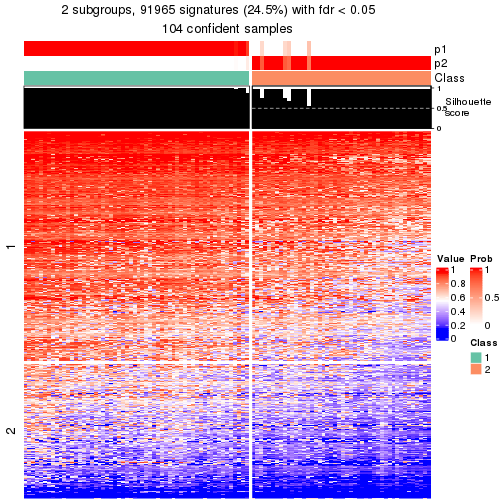 2 subgroups, 91965 signatures (24.5%) with fdr < 0.05
104 confident samples
p1
p2
Class
1
0.5
0
Silhouette
score
1
2
Value
1
0.8
0.6
0.4
0.2
0
Prob
1
0.5
0
Class
1
2